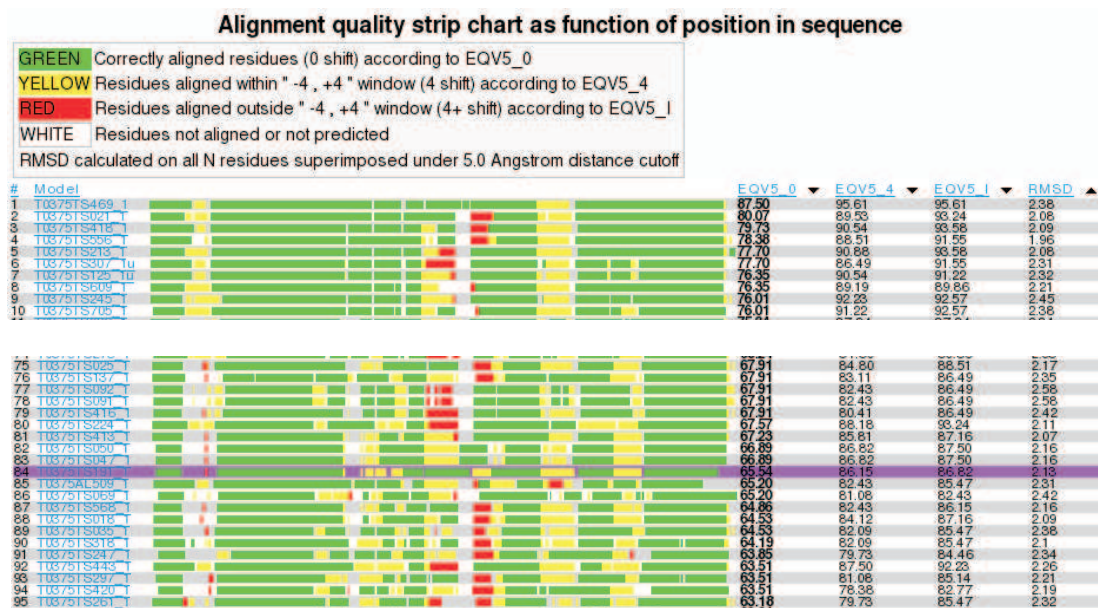 Alignment quality strip chart as function of position in sequence
GREEN Correctly aligned residues (0 shift) according to EQV5_0
YELLOW Residues aligned within " -4 , +4 " window (4 shift) according to EQV5_4
RED Residues aligned outside " -4 , +4 " window (4+ shift) according to EQV5_I
WHITE Residues not aligned or not predicted
RMSD calculated on all N residues superimposed under 5.0 Angstrom distance cutoff
# Model EQV5_0 ▼ EQV5_4 ▼ EQV5_I ▼ RMSD ▲
1 T0375TS469_1 87.50 95.61 95.61 2.38
2 T0375TS021_1 80.07 89.53 93.24 2.08
3 T0375TS418_1 79.73 90.54 93.58 2.09
4 T0375TS556_1 78.38 88.51 91.55 1.96
5 T0375TS213_1 77.70 90.88 93.58 2.08
6 T0375TS307_1u 77.70 86.49 91.55 2.31
7 T0375TS125_1u 76.35 90.54 91.22 2.32
8 T0375TS609_1 76.35 89.19 89.86 2.21
9 T0375TS245_1 76.01 92.23 92.57 2.45
10 T0375TS705_1 76.01 91.22 92.57 2.38
75 T0375TS025_1 67.91 84.80 88.51 2.17
76 T0375TS137_1 67.91 83.11 86.49 2.35
77 T0375TS092_1 67.91 82.43 86.49 2.58
78 T0375TS091_1 67.91 82.43 86.49 2.58
79 T0375TS416_1 67.91 80.41 86.49 2.42
80 T0375TS224_1 67.57 88.18 93.24 2.11
81 T0375TS413_1 67.23 85.81 87.16 2.07
82 T0375TS050_1 66.89 86.82 87.50 2.16
83 T0375TS047_1 66.89 86.82 87.50 2.16
84 T0375TS191_1 65.54 86.15 86.82 2.13
85 T0375AL509_1 65.20 82.43 85.47 2.31
86 T0375TS069_1 65.20 81.08 82.43 2.42
87 T0375TS568_1 64.86 82.43 86.15 2.16
88 T0375TS018_1 64.53 84.12 87.16 2.09
89 T0375TS035_1 64.53 82.09 85.47 2.38
90 T0375TS318_1 64.19 82.09 85.47 2.1
91 T0375TS247_1 63.85 79.73 84.46 2.34
92 T0375TS443_1 63.51 87.50 92.23 2.26
93 T0375TS297_1 63.51 81.08 85.14 2.21
94 T0375TS420_1 63.51 78.38 82.77 2.19
95 T0375TS261_1 63.18 79.73 85.47 2.32